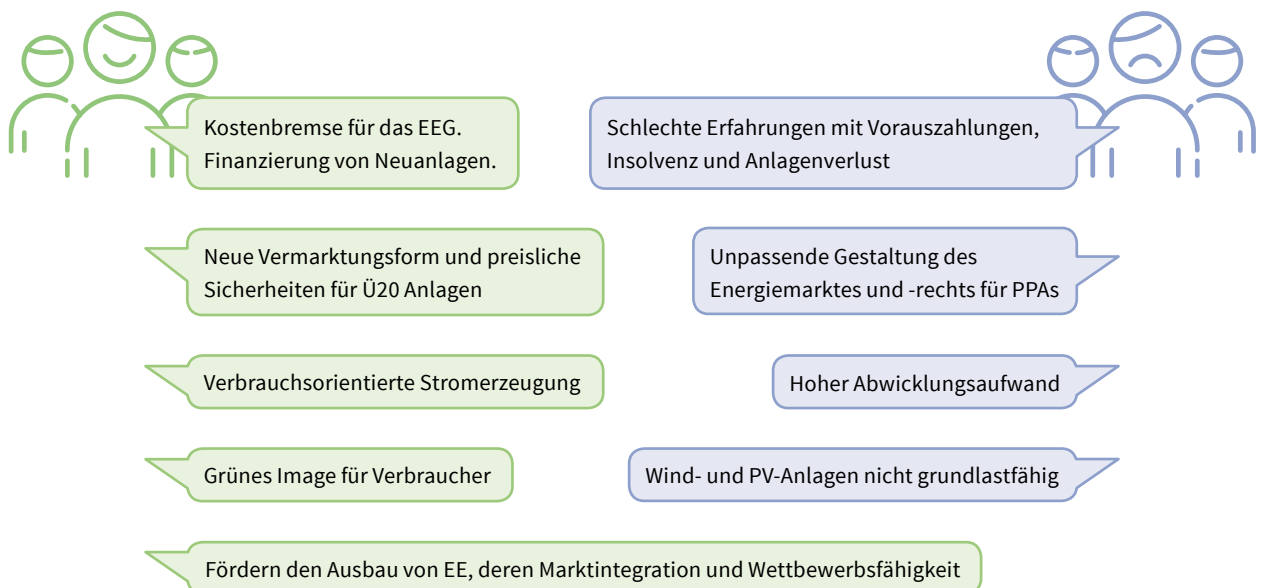 Kostenbremse für das EEG.
Finanzierung von Neuanlagen.
Schlechte Erfahrungen mit Vorauszahlungen,
Insolvenz und Anlagenverlust
Neue Vermarktungsform und preisliche
Sicherheiten für Ü20 Anlagen
Unpassende Gestaltung des
Energiemarktes und -rechts für PPAs
Verbrauchsorientierte Stromerzeugung
Hoher Abwicklungsaufwand
Grünes Image für Verbraucher
Wind- und PV-Anlagen nicht grundlastfähig
Fördern den Ausbau von EE, deren Marktintegration und Wettbewerbsfähigkeit